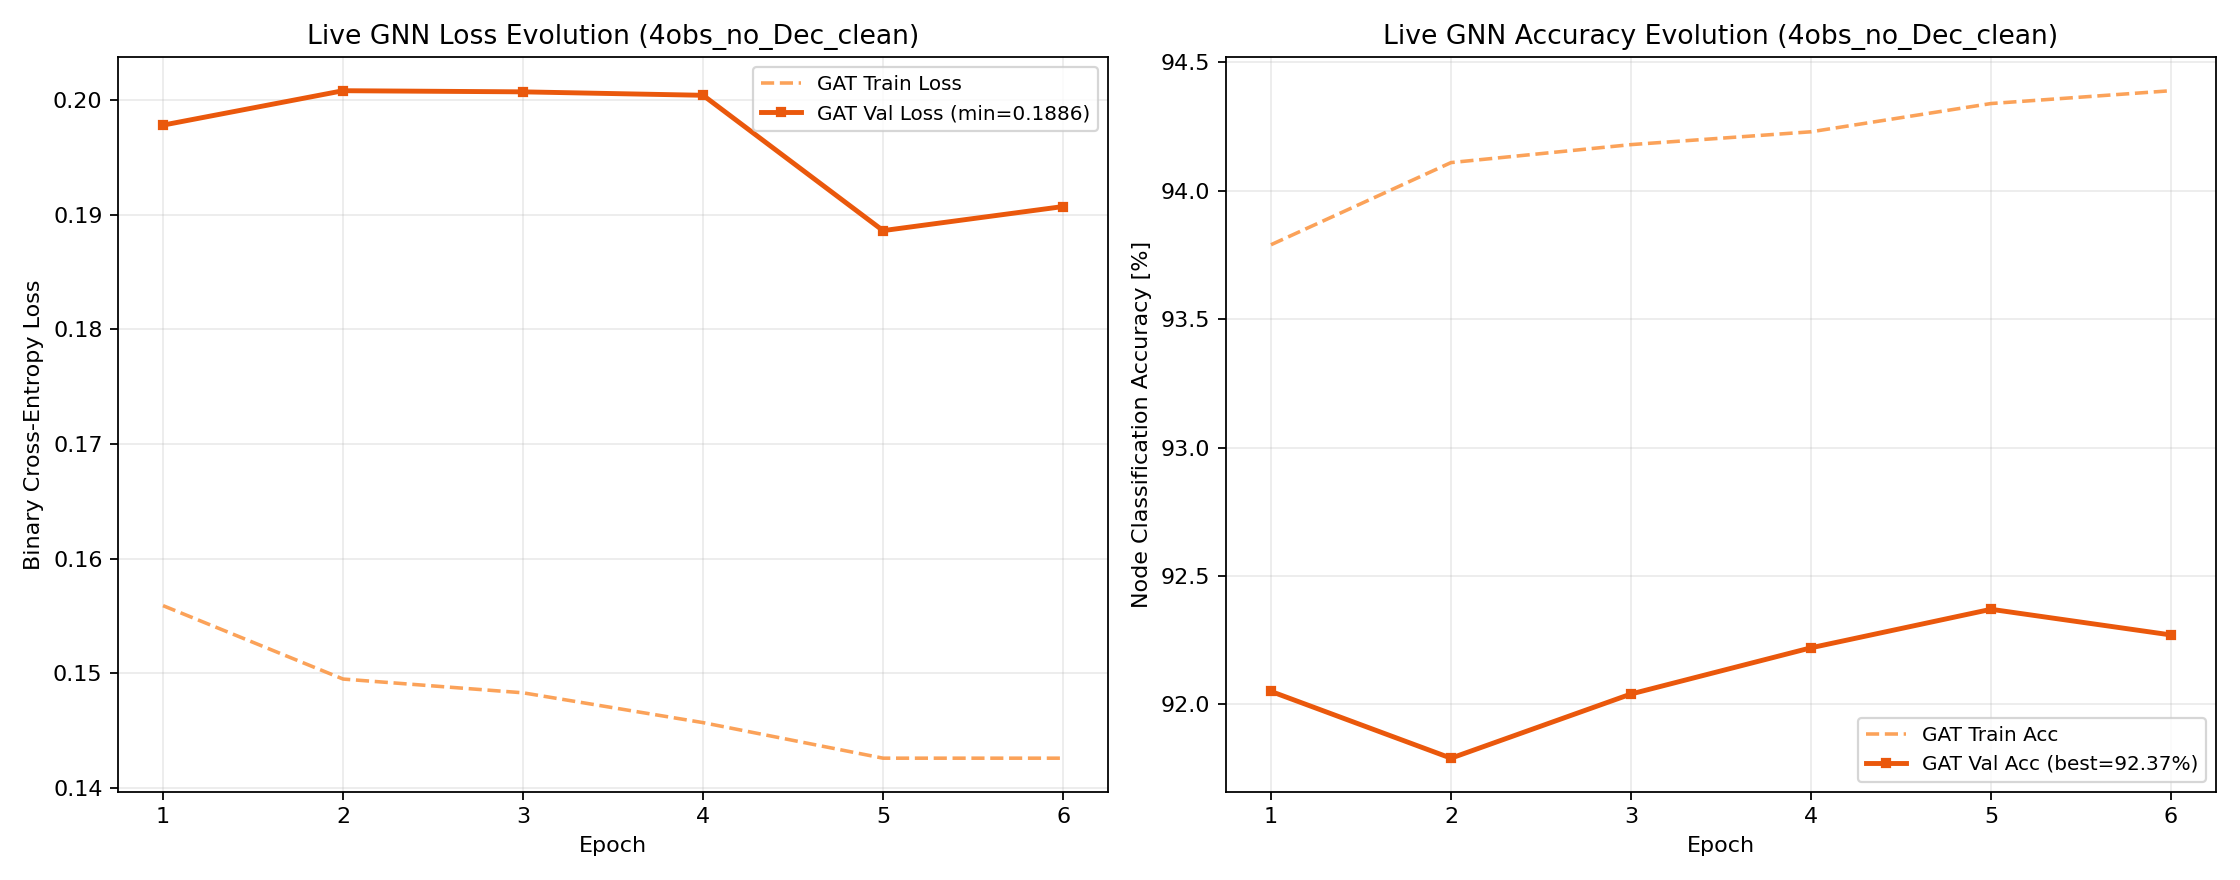 Live GNN Loss Evolution (4obs_no_Dec_clean)
Binary Cross-Entropy Loss
0.20
0.19
0.18
0.17
0.16
0.15
0.14
GAT Train Loss
GAT Val Loss (min=0.1886)
1 2 3 4 5 6
Epoch
Live GNN Accuracy Evolution (4obs_no_Dec_clean)
Node Classification Accuracy [%]
94.5
94.0
93.5
93.0
92.5
92.0
GAT Train Acc
GAT Val Acc (best=92.37%)
1 2 3 4 5 6
Epoch